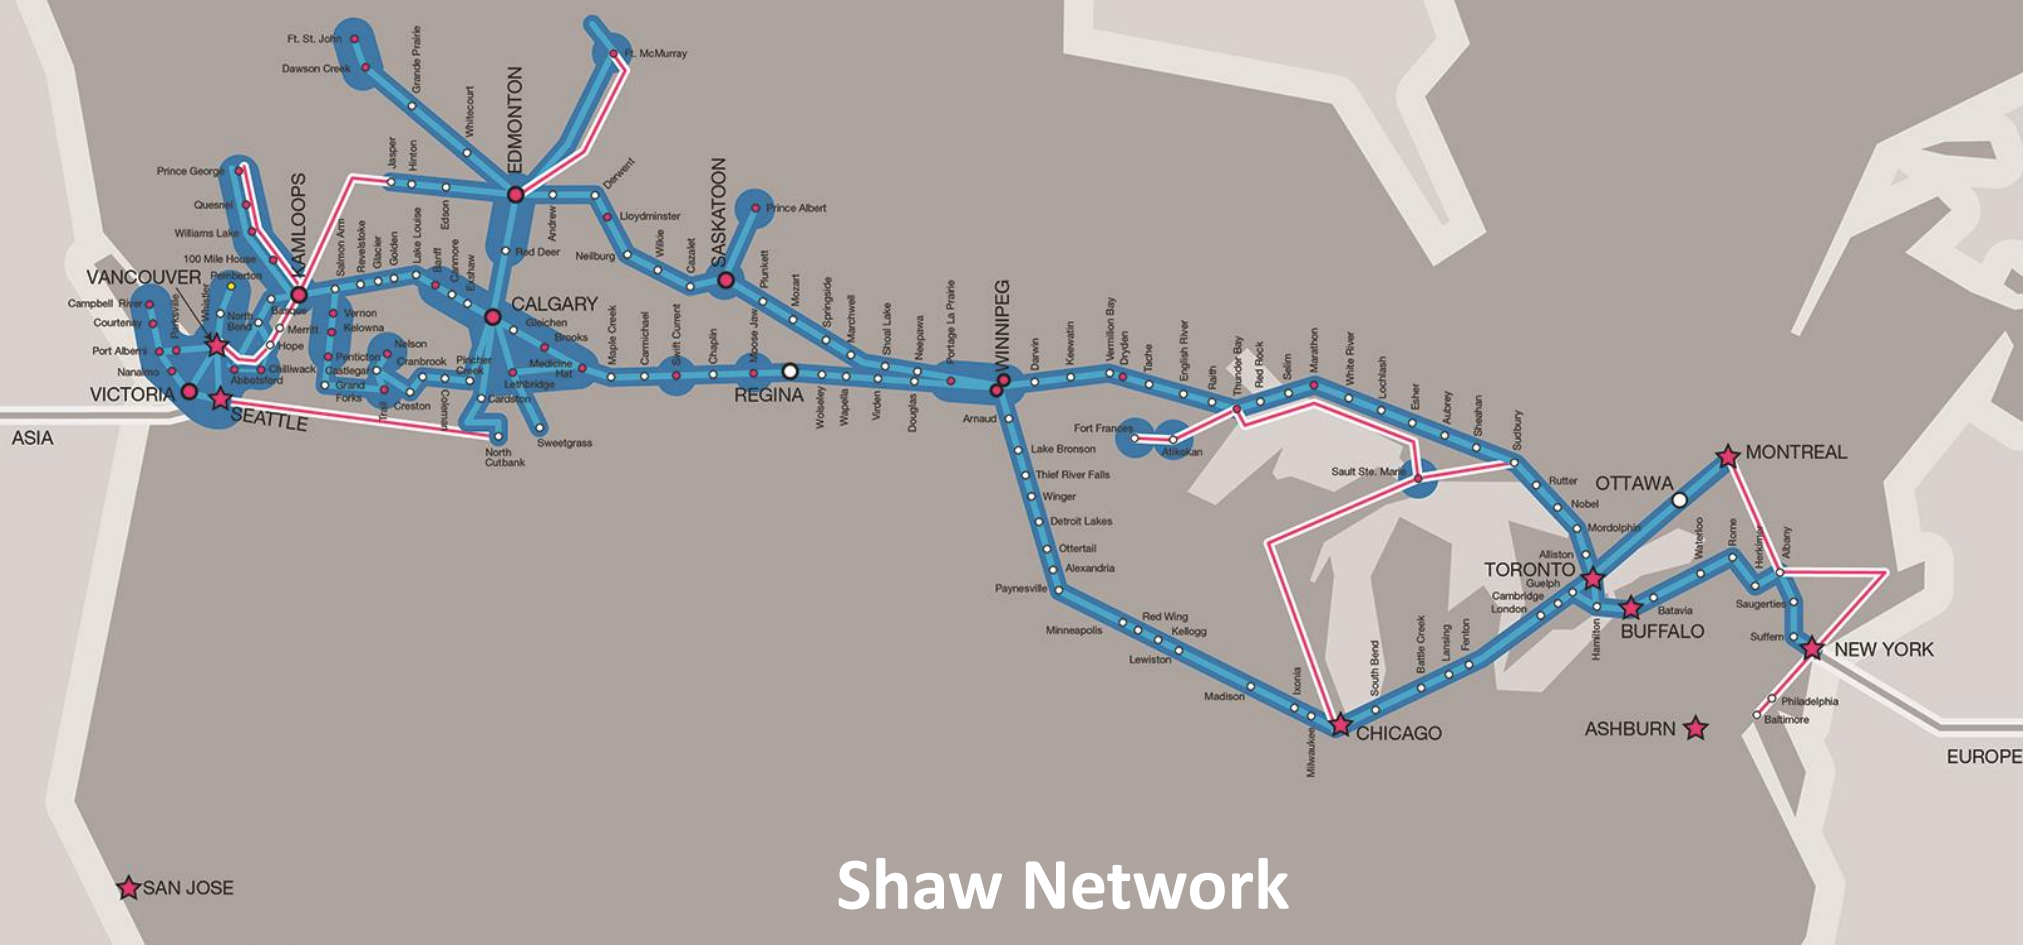 Ft. St. John
Dawson Creek
Grande Prairie
Whitecourt
EDMONTON
Ft. McMurray
Jasper
Hinton
Edson
Andrew
Derwent
Lloydminster
Neilburg
Wilkie
Cazalet
SASKATOON
Prince Albert
Plunkett
Mozart
Springside
Marchwell
Shoal Lake
Neepawa
Portage La Prairie
WINNIPEG
Prince George
Quesnel
Williams Lake
100 Mile House
KAMLOOPS
Salmon Arm
Revelstoke
Glacier
Golden
Lake Louise
Banff
Canmore
Exshaw
Red Deer
CALGARY
Gleichen
Brooks
Medicine
Hat
Maple Creek
Carmichael
Swift Current
Chaplin
Moose Jaw
REGINA
Wolseley
Wapella
Virden
Douglas
VANCOUVER
Pemberton
Whistler
Campbell River
Courtenay
Parksville
Port Alberni
Nanaimo
VICTORIA
SEATTLE
North
Bend
Basque
Merritt
Hope
Chilliwack
Abbotsford
Vernon
Kelowna
Penticton
Nelson
Castlegar
Cranbrook
Grand
Forks
Trail
Creston
Pincher
Creek
Lethbridge
Cardston
Sweetgrass
North
Cutbank
ASIA
Darwin
Keewatin
Vermilion Bay
Dryden
Tache
English River
Raith
Thunder Bay
Red Rock
Selim
Marathon
White River
Lochlash
Esher
Aubrey
Sheahan
Sudbury
Fort Frances
Atikokan
Sault Ste. Marie
Rutter
Nobel
Mordolphin
Alliston
TORONTO
Guelph
Cambridge
London
Hamilton
OTTAWA
MONTREAL
Arnaud
Lake Bronson
Thief River Falls
Winger
Detroit Lakes
Ottertail
Alexandria
Paynesville
Minneapolis
Red Wing
Kellogg
Lewiston
Madison
Ixonia
Milwaukee
CHICAGO
South Bend
Battle Creek
Lansing
Fenton
BUFFALO
Batavia
Waterloo
Rome
Herkimer
Albany
Saugerties
Suffern
NEW YORK
Philadelphia
Baltimore
ASHBURN
EUROPE
SAN JOSE
Shaw Network